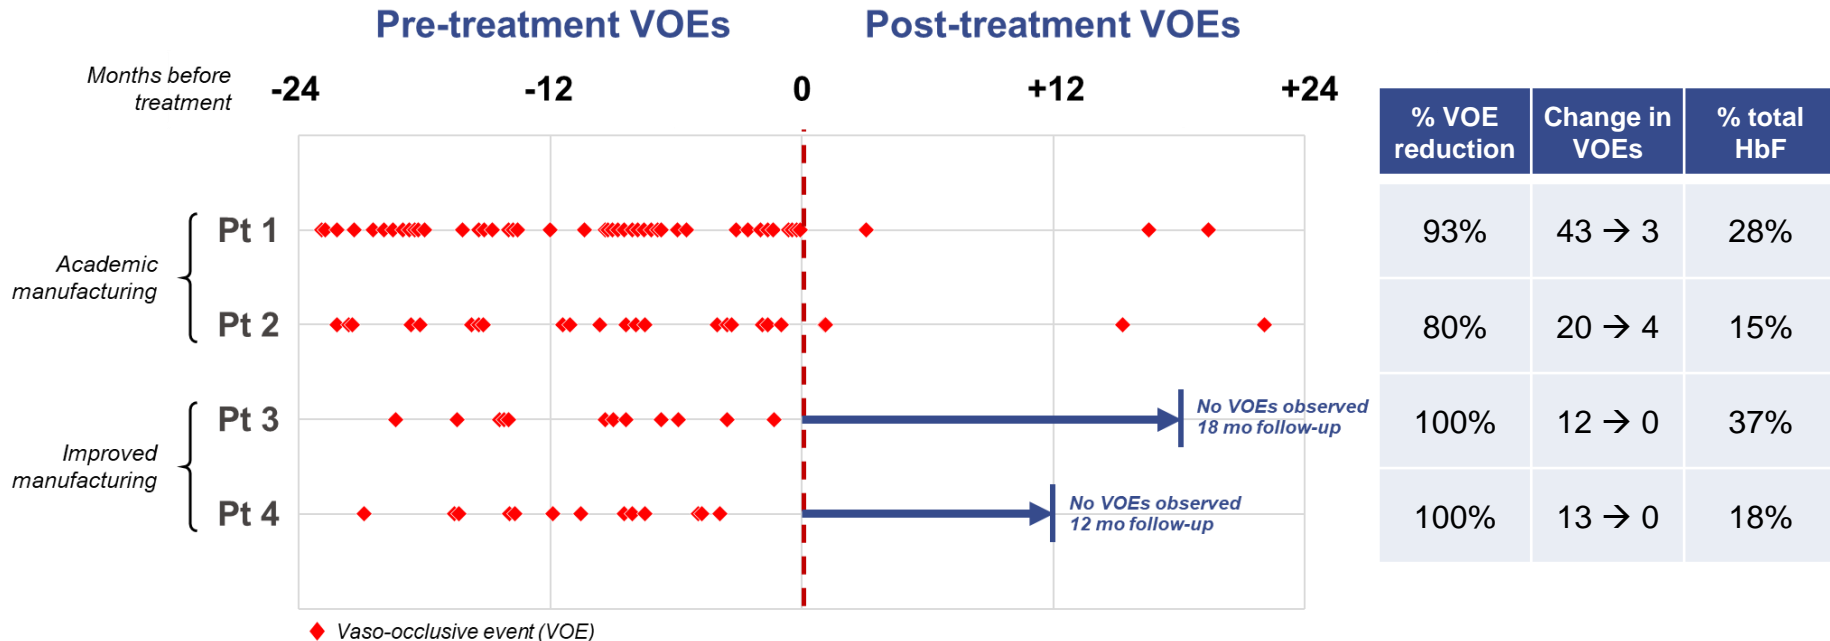 Pre-treatment VOEs
Post-treatment VOEs
Months before
treatment
-24
-12
0
+12
+24
% VOE
reduction
Change in
VOEs
% total
HbF
Academic
manufacturing
Pt 1
93%
43 → 3
28%
Pt 2
80%
20 → 4
15%
Improved
manufacturing
Pt 3
No VOEs observed
18 mo follow-up
100%
12 → 0
37%
Pt 4
No VOEs observed
12 mo follow-up
100%
13 → 0
18%
Vaso-occlusive event (VOE)